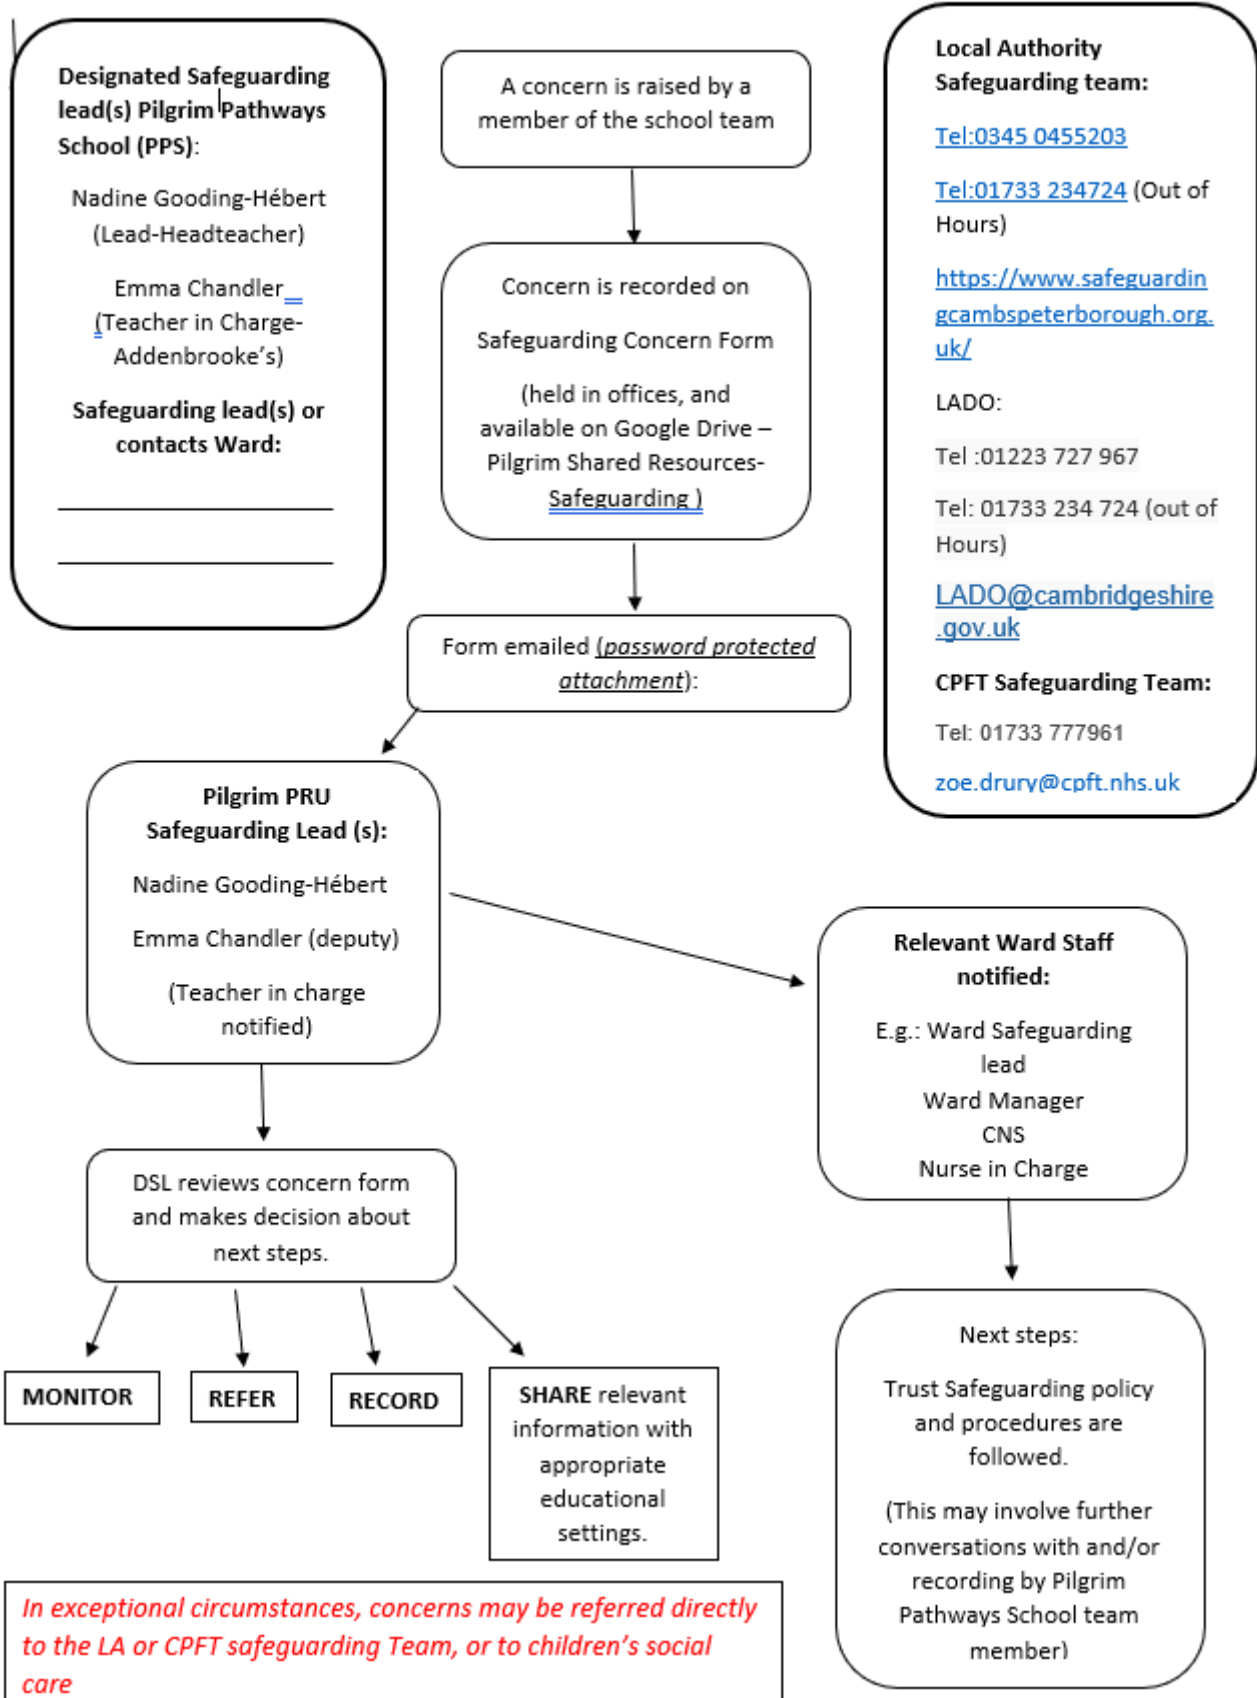 Designated Safeguarding
lead(s) Pilgrim Pathways
School (PPS):
Nadine Gooding-Hébert
(Lead-Headteacher)
Emma Chandler
(Teacher in Charge-
Addenbrooke's)
Safeguarding lead(s) or
contacts Ward:
A concern is raised by a
member of the school team
Concern is recorded on
Safeguarding Concern Form
(held in offices, and
available on Google Drive –
Pilgrim Shared Resources-
Safeguarding )
Form emailed (password protected
attachment):
Local Authority
Safeguarding team:
Tel:0345 0455203
Tel:01733 234724 (Out of
Hours)
https://www.safeguardin
gcambspeterborough.org.
uk/
LADO:
Tel :01223 727 967
Tel: 01733 234 724 (out of
Hours)
LADO@cambridgeshire
.gov.uk
CPFT Safeguarding Team:
Tel: 01733 777961
zoe.drury@cpft.nhs.uk
Pilgrim PRU
Safeguarding Lead (s):
Nadine Gooding-Hébert
Emma Chandler (deputy)
(Teacher in charge
notified)
Relevant Ward Staff
notified:
E.g.: Ward Safeguarding
lead
Ward Manager
CNS
Nurse in Charge
DSL reviews concern form
and makes decision about
next steps.
MONITOR
REFER
RECORD
SHARE relevant
information with
appropriate
educational
settings.
Next steps:
Trust Safeguarding policy
and procedures are
followed.
(This may involve further
conversations with and/or
recording by Pilgrim
Pathways School team
member)
In exceptional circumstances, concerns may be referred directly
to the LA or CPFT safeguarding Team, or to children's social
care